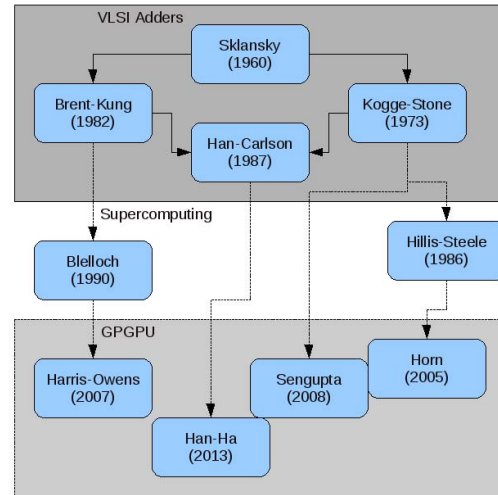 VLSI Adders
Sklansky
(1960)
Brent-Kung
(1982)
Kogge-Stone
(1973)
Han-Carlson
(1987)
Supercomputing
Blelloch
(1990)
Hillis-Steele
(1986)
GPGPU
Harris-Owens
(2007)
Sengupta
(2008)
Horn
(2005)
Han-Ha
(2013)